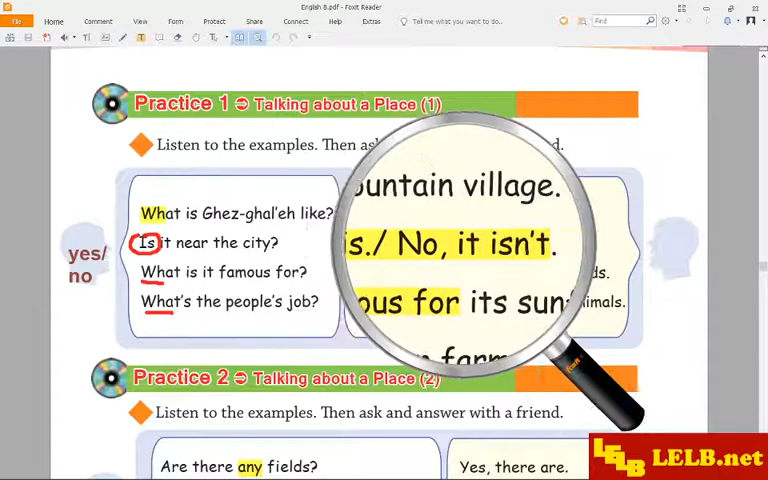 English 8.pdf - Foxit Reader
File Home Comment View Form Protect Share Connect Help Extras Tell me what you want to do... Find
Practice 1 ➲ Talking about a Place (1)
Listen to the examples. Then
What is Ghez-ghal'eh like?
Is it near the city?
What is it famous for?
What's the people's job?
yes/
no
ountain village.
is./ No, it isn't.
ous for its sun
farm
nimals.
Practice 2 ➲ Talking about a Place (2)
Listen to the examples. Then ask and answer with a friend.
Are there any fields?
Yes, there are.
LELB
LELB.net